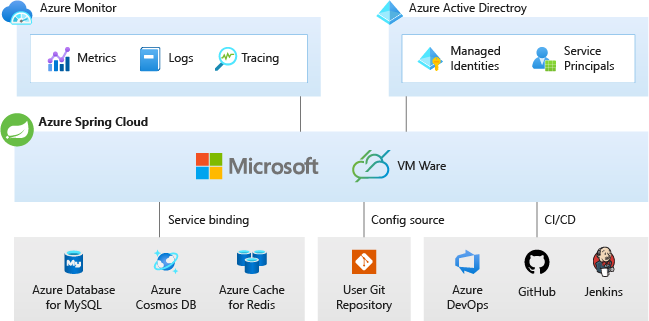 Azure Monitor
Azure Active Directroy
Metrics
Logs
Tracing
Managed
Identities
Service
Principals
Azure Spring Cloud
Microsoft
VM Ware
Service binding
Config source
CI/CD
My
Azure Database
for MySQL
Azure
Cosmos DB
Azure Cache
for Redis
User Git
Repository
Azure
DevOps
GitHub
Jenkins